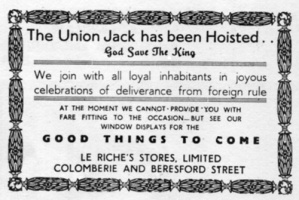 The Union Jack has been Hoisted . .
God Save The King
We join with all loyal inhabitants in joyous
celebrations of deliverance from foreign rule
AT THE MOMENT WE CANNOT-PROVIDE YOU WITH
FARE FITTING TO THE OCCASION...BUT SEE OUR
WINDOW DISPLAYS FOR THE
GOOD THINGS TO COME
LE RICHE'S STORES, LIMITED
COLOMBERIE AND BERESFORD STREET